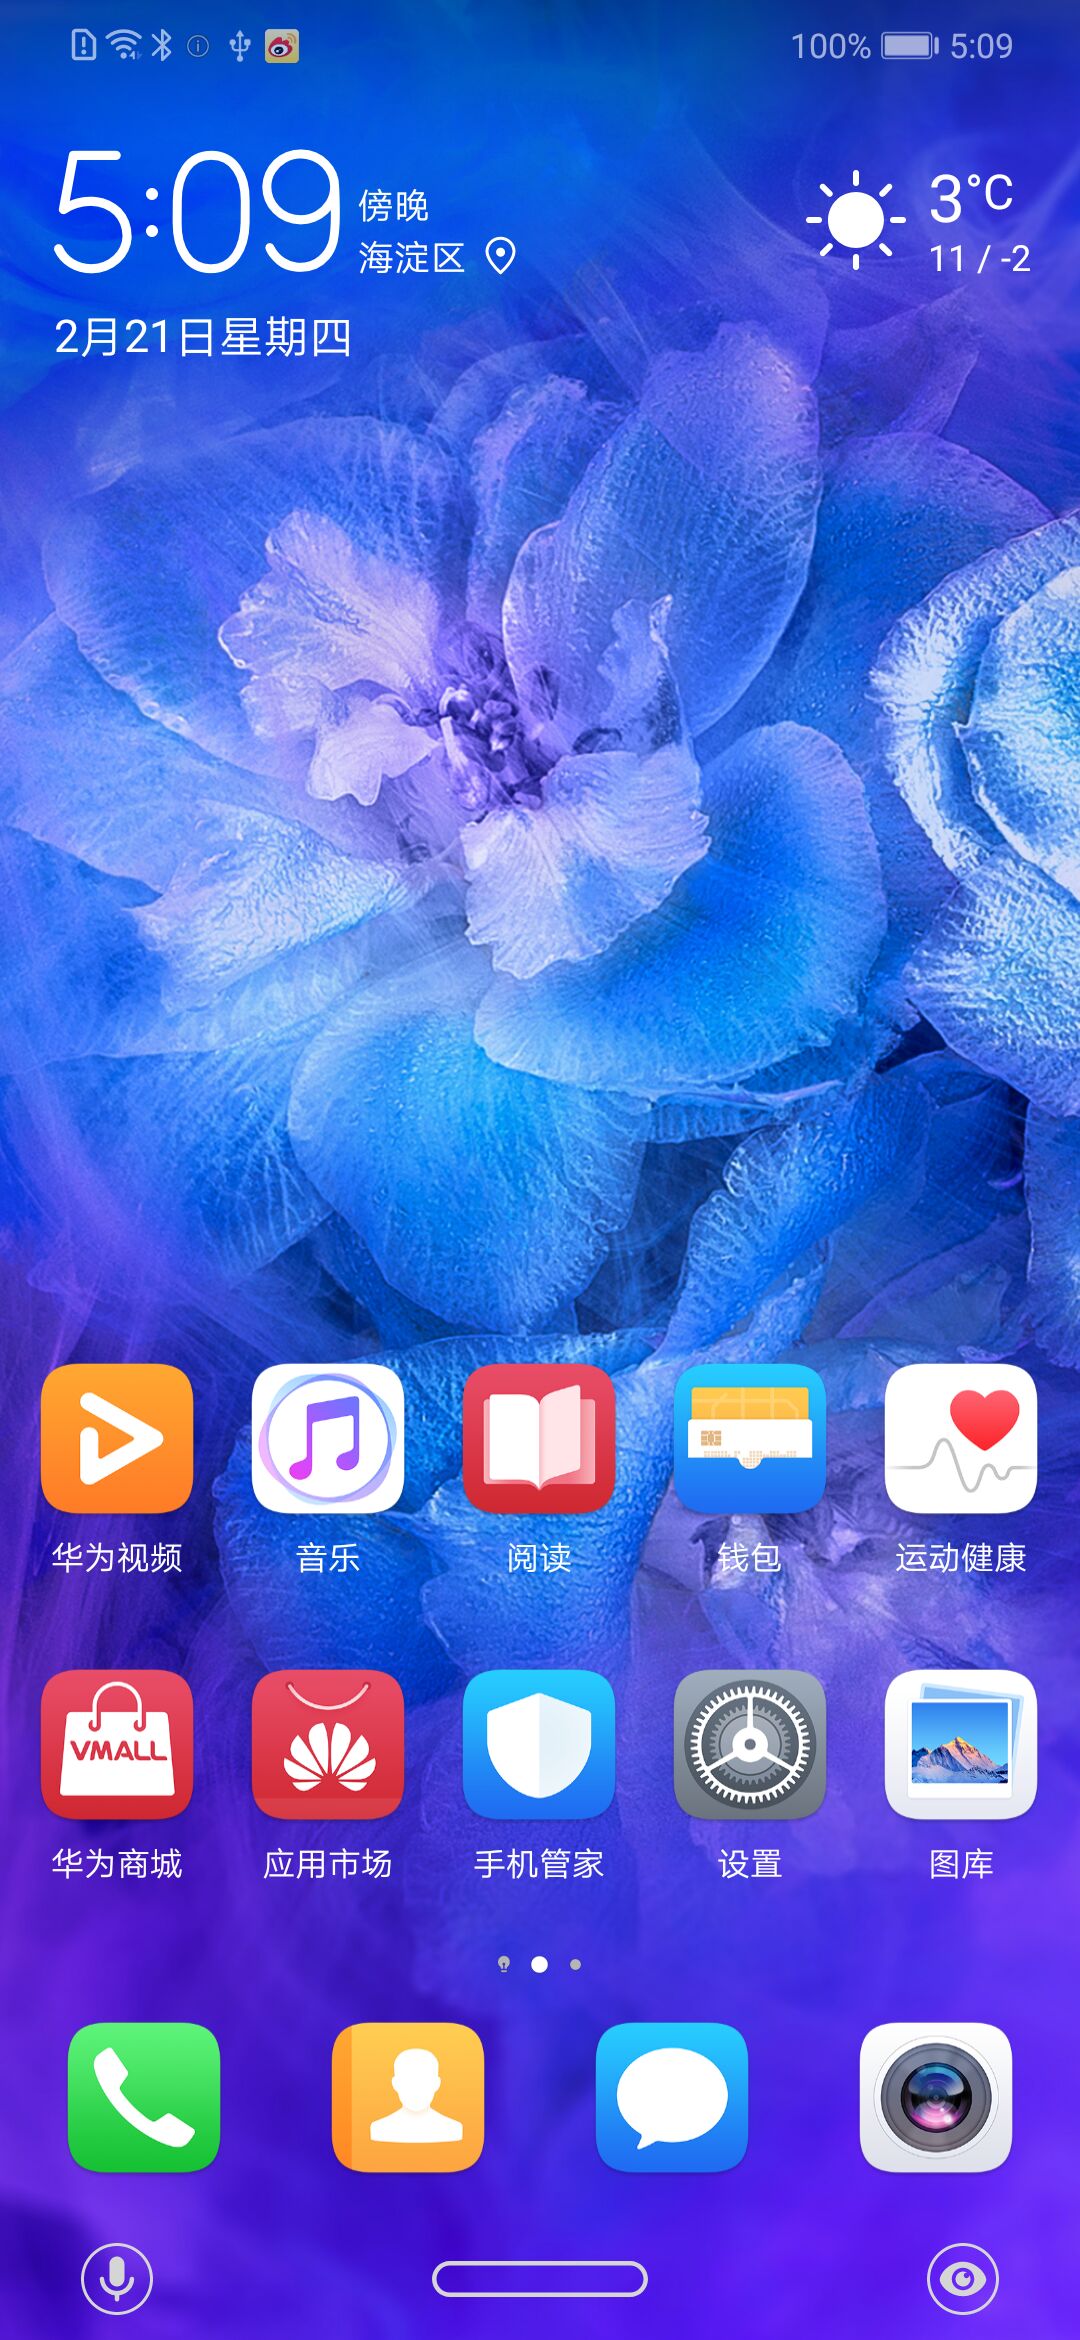 100% 5:09
5:09 傍晚
海淀区
3°C
11 / -2
2月21日星期四
华为视频 音乐 阅读 钱包 运动健康
VMALL
华为商城 应用市场 手机管家 设置 图库